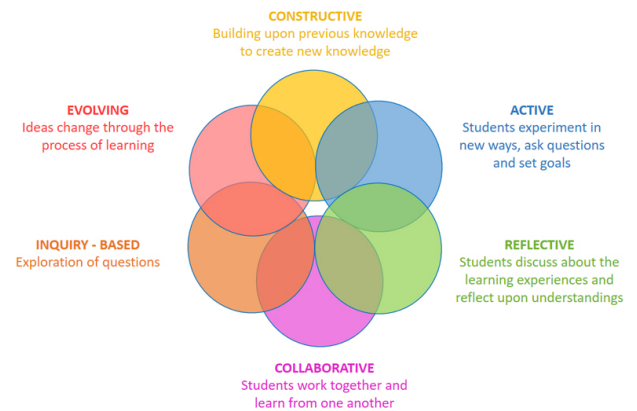 CONSTRUCTIVE
Building upon previous knowledge
to create new knowledge
EVOLVING
Ideas change through the
process of learning
ACTIVE
Students experiment in
new ways, ask questions
and set goals
INQUIRY - BASED
Exploration of questions
REFLECTIVE
Students discuss about the
learning experiences and
reflect upon understandings
COLLABORATIVE
Students work together and
learn from one another